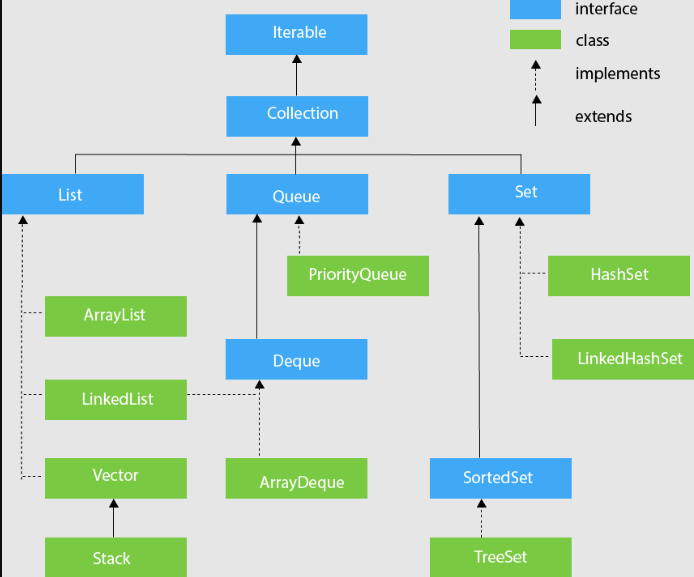 interface
class
implements
extends
Iterable
Collection
List
Queue
Set
PriorityQueue
HashSet
ArrayList
Deque
LinkedHashSet
LinkedList
Vector
ArrayDeque
SortedSet
Stack
TreeSet